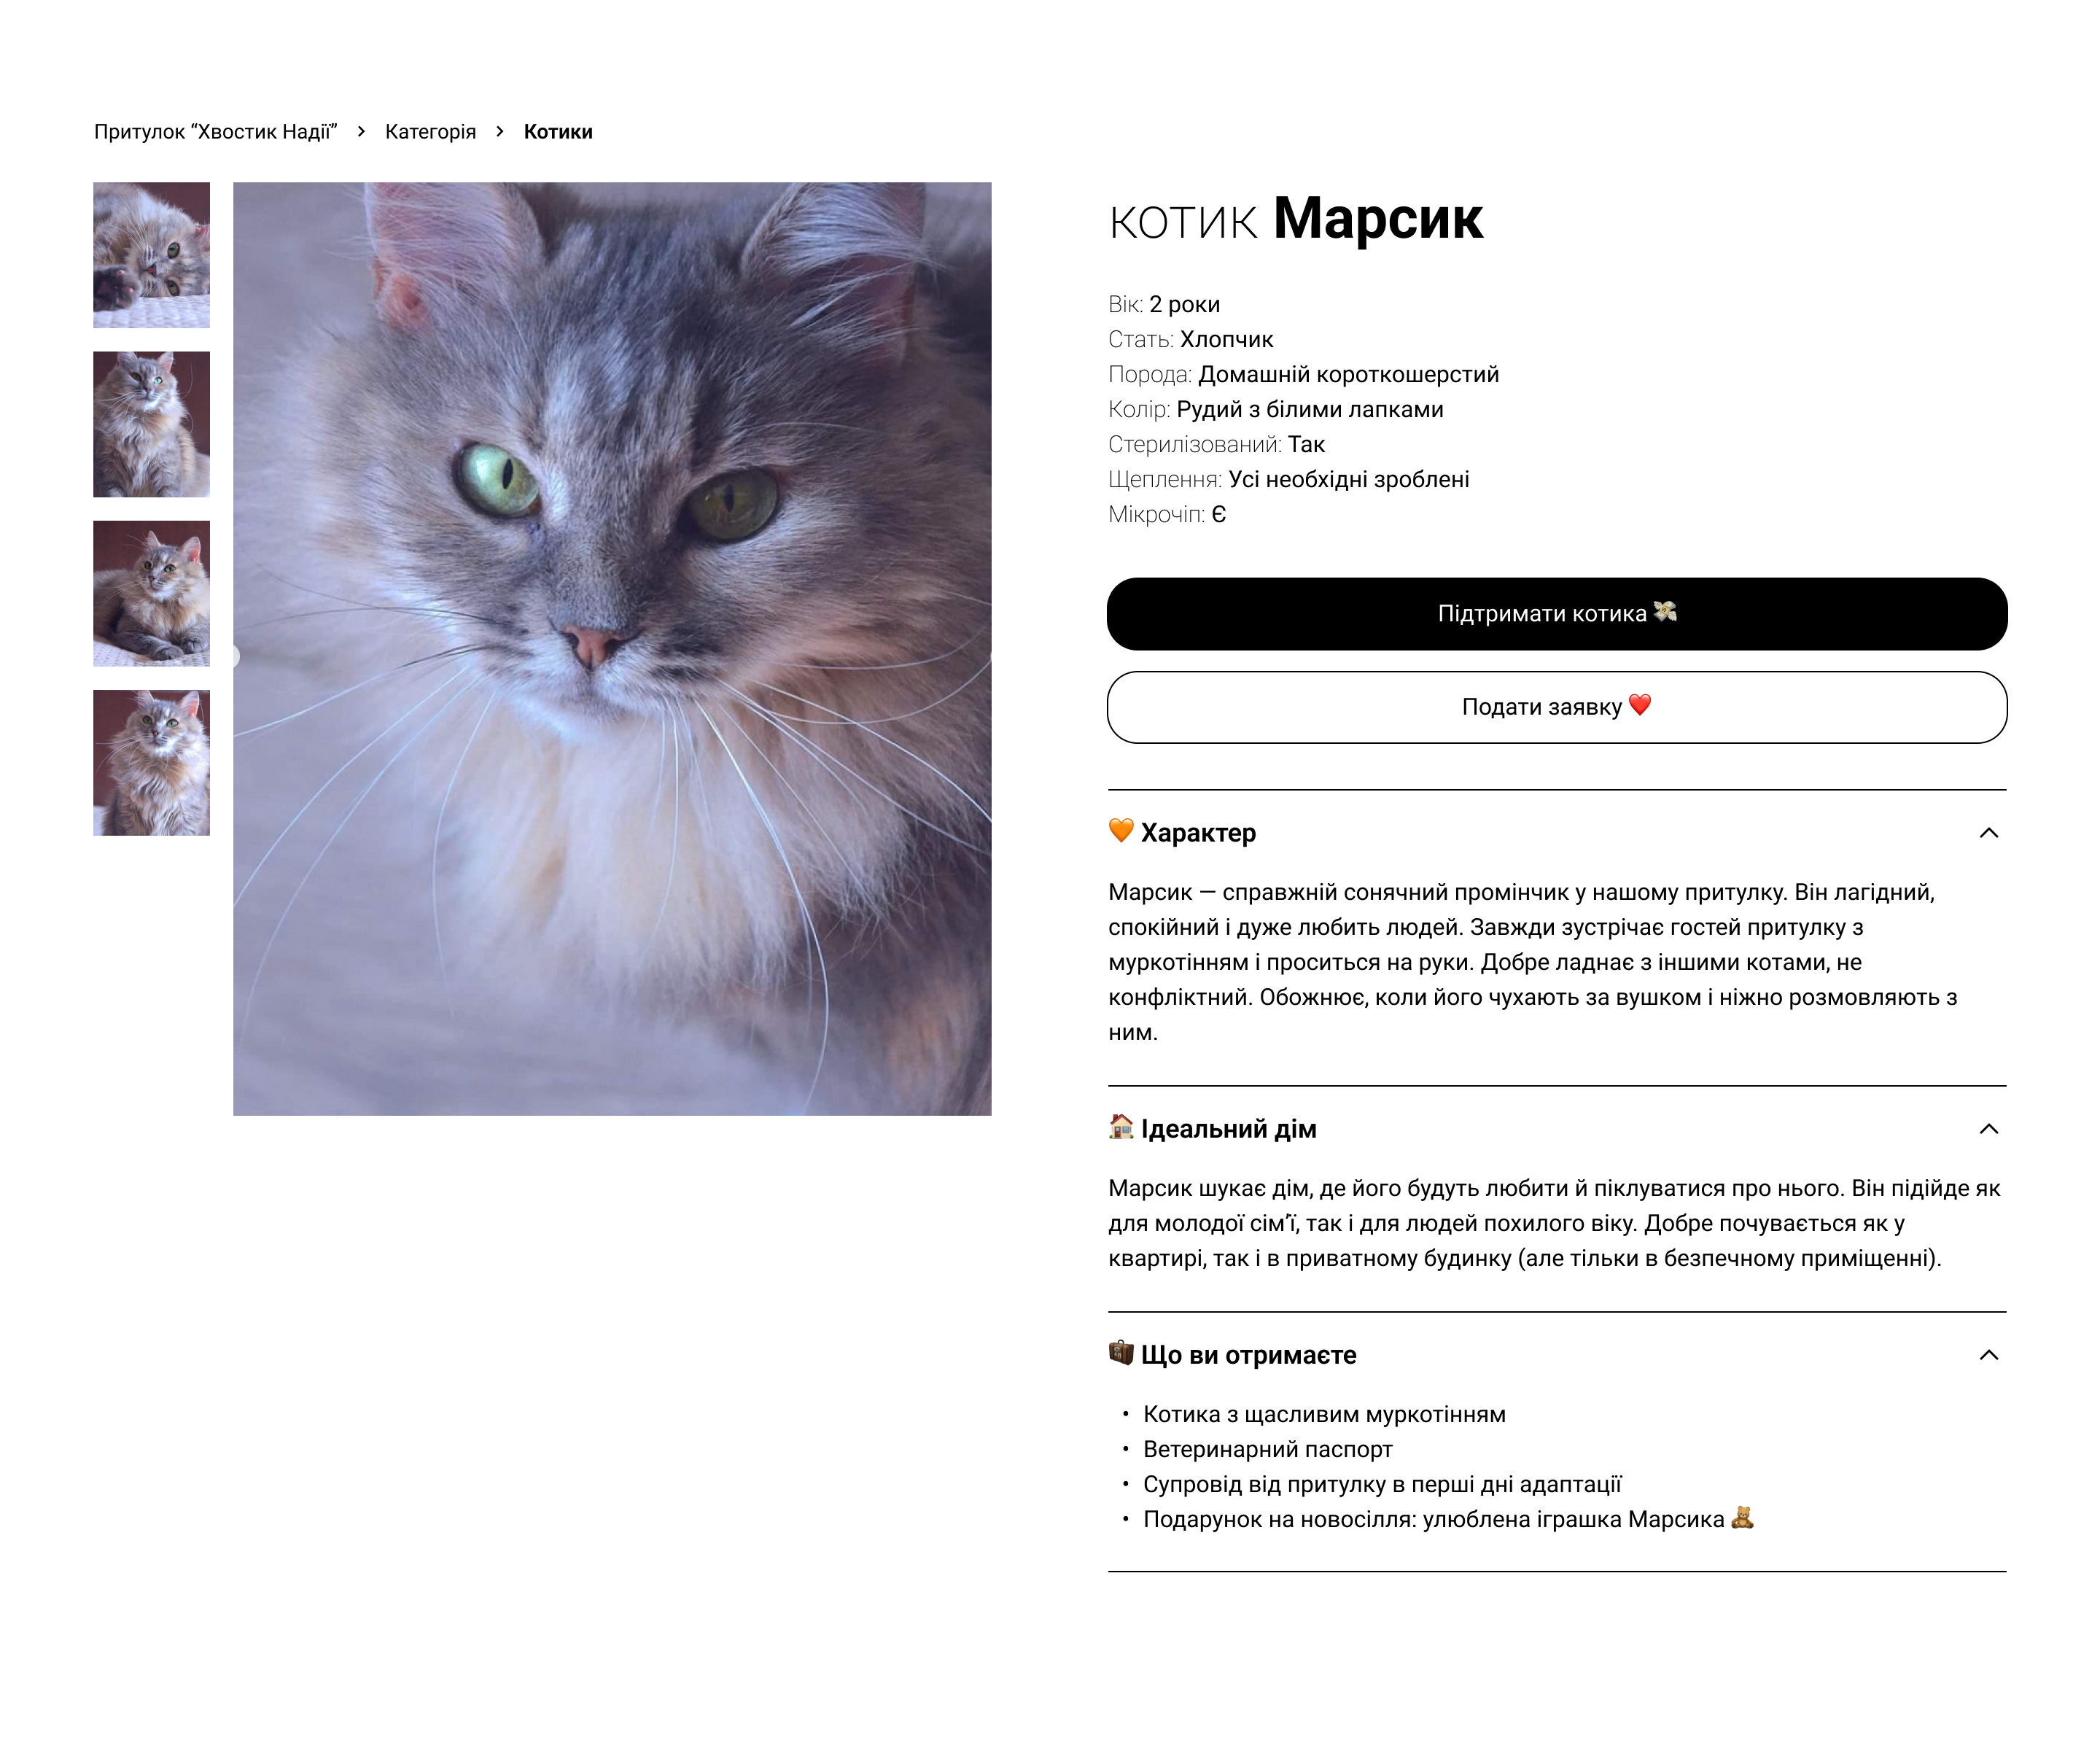 Притулок “Хвостик Надії” > Категорія > Котики
котик Марсик
Вік: 2 роки
Стать: Хлопчик
Порода: Домашній короткошерстий
Колір: Рудий з білими лапками
Стерилізований: Так
Щеплення: Усі необхідні зроблені
Мікрочіп: Є
Підтримати котика 💸
Подати заявку ❤️
🧡 Характер
Марсик — справжній сонячний промінчик у нашому притулку. Він лагідний,
спокійний і дуже любить людей. Завжди зустрічає гостей притулку з
муркотінням і проситься на руки. Добре ладнає з іншими котами, не
конфліктний. Обожнює, коли його чухають за вушком і ніжно розмовляють з
ним.
🏠 Ідеальний дім
Марсик шукає дім, де його будуть любити й піклуватися про нього. Він підійде як
для молодої сім’ї, так і для людей похилого віку. Добре почувається як у
квартирі, так і в приватному будинку (але тільки в безпечному приміщенні).
🧳 Що ви отримаєте
• Котика з щасливим муркотінням
• Ветеринарний паспорт
• Супровід від притулку в перші дні адаптації
• Подарунок на новосілля: улюблена іграшка Марсика 🧸